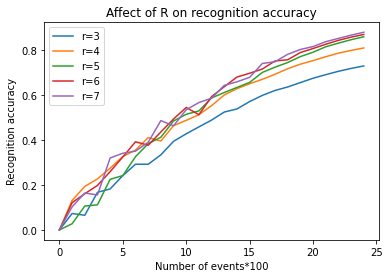 Affect of R on recognition accuracy
r=3
r=4
r=5
r=6
r=7
Recognition accuracy
0.8
0.6
0.4
0.2
0.0
0
5
10
15
20
25
Number of events*100